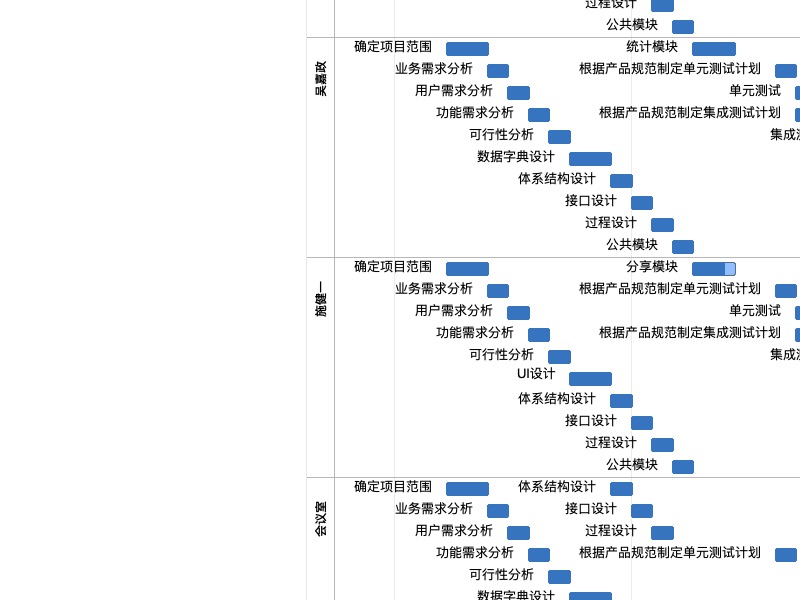 过程设计
公共模块
吴嘉政
确定项目范围 统计模块
业务需求分析 根据产品规范制定单元测试计划
用户需求分析 单元测试
功能需求分析 根据产品规范制定集成测试计划
可行性分析 集成
数据字典设计
体系结构设计
接口设计
过程设计
公共模块
施健一
确定项目范围 分享模块
业务需求分析 根据产品规范制定单元测试计划
用户需求分析 单元测试
功能需求分析 根据产品规范制定集成测试计划
可行性分析 集成
UI设计
体系结构设计
接口设计
过程设计
公共模块
会议室
确定项目范围 体系结构设计
业务需求分析 接口设计
用户需求分析 过程设计
功能需求分析 根据产品规范制定单元测试计划
可行性分析
数据字典设计